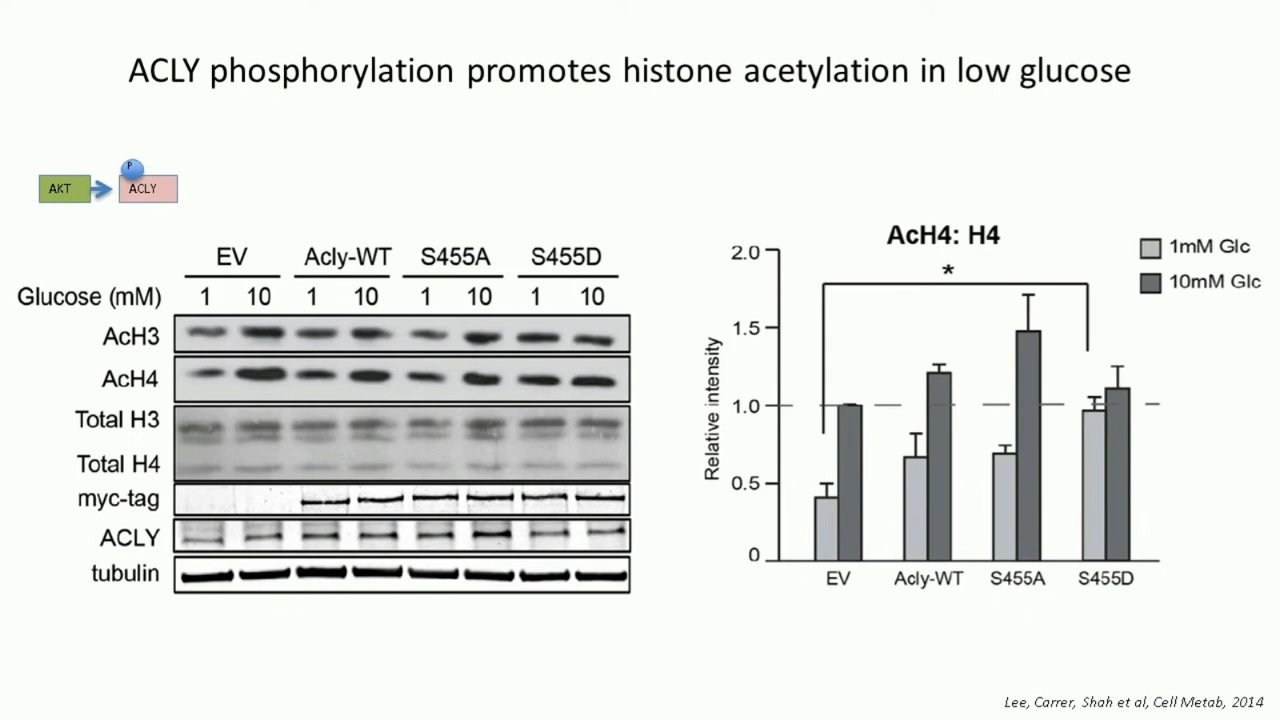 ACLY phosphorylation promotes histone acetylation in low glucose
P
AKT
ACLY
EV Acly-WT S455A S455D
Glucose (mM) 1 10 1 10 1 10 1 10
AcH3
AcH4
Total H3
Total H4
myc-tag
ACLY
tubulin
AcH4: H4
1mM Glc
10mM Glc
*
Relative intensity
2.0
1.5
1.0
0.5
0
EV Acly-WT S455A S455D
Lee, Carrer, Shah et al, Cell Metab, 2014